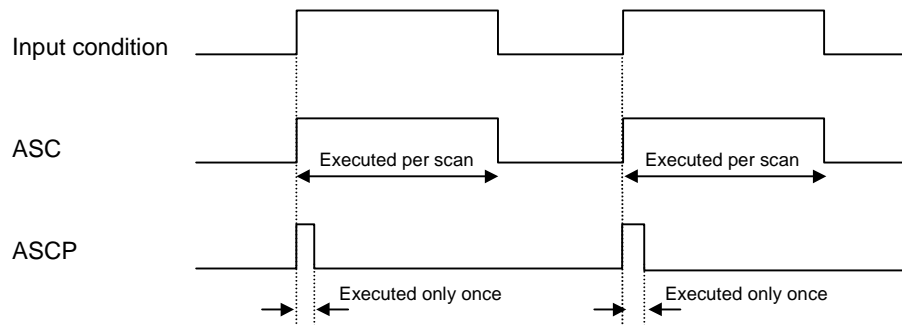 Input condition
ASC
Executed per scan
Executed per scan
ASCP
Executed only once
Executed only once